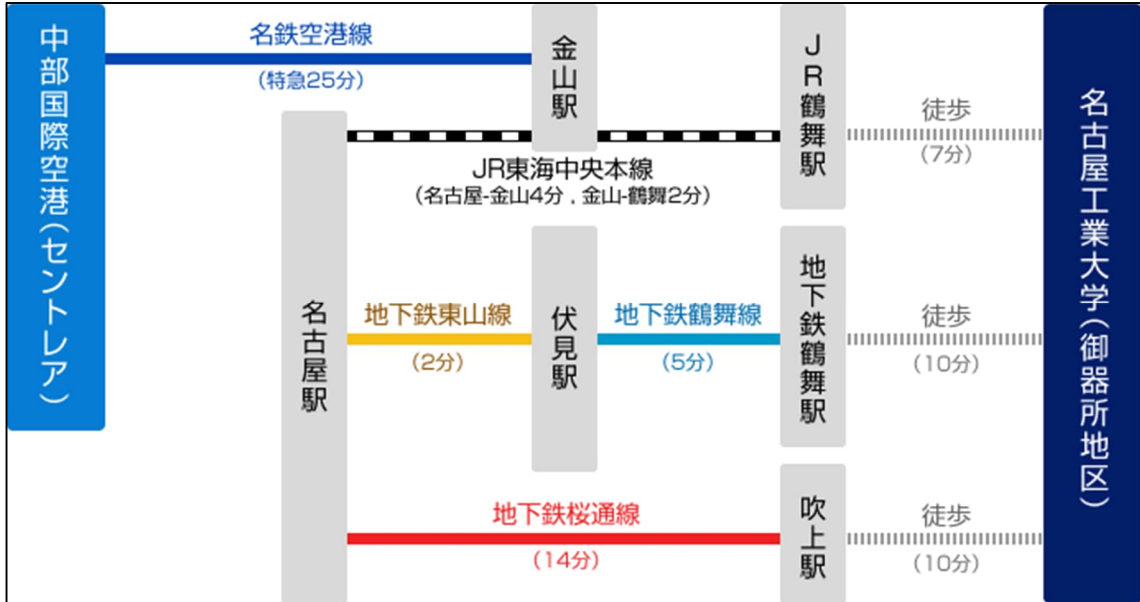 中部国際空港(セントレア)
名鉄空港線
(特急25分)
金山駅
JR鶴舞駅
徒歩
(7分)
名古屋工業大学(御器所地区)
JR東海中央本線
(名古屋-金山4分 , 金山-鶴舞2分)
名古屋駅
地下鉄東山線
(2分)
伏見駅
地下鉄鶴舞線
(5分)
地下鉄鶴舞駅
徒歩
(10分)
地下鉄桜通線
(14分)
吹上駅
徒歩
(10分)